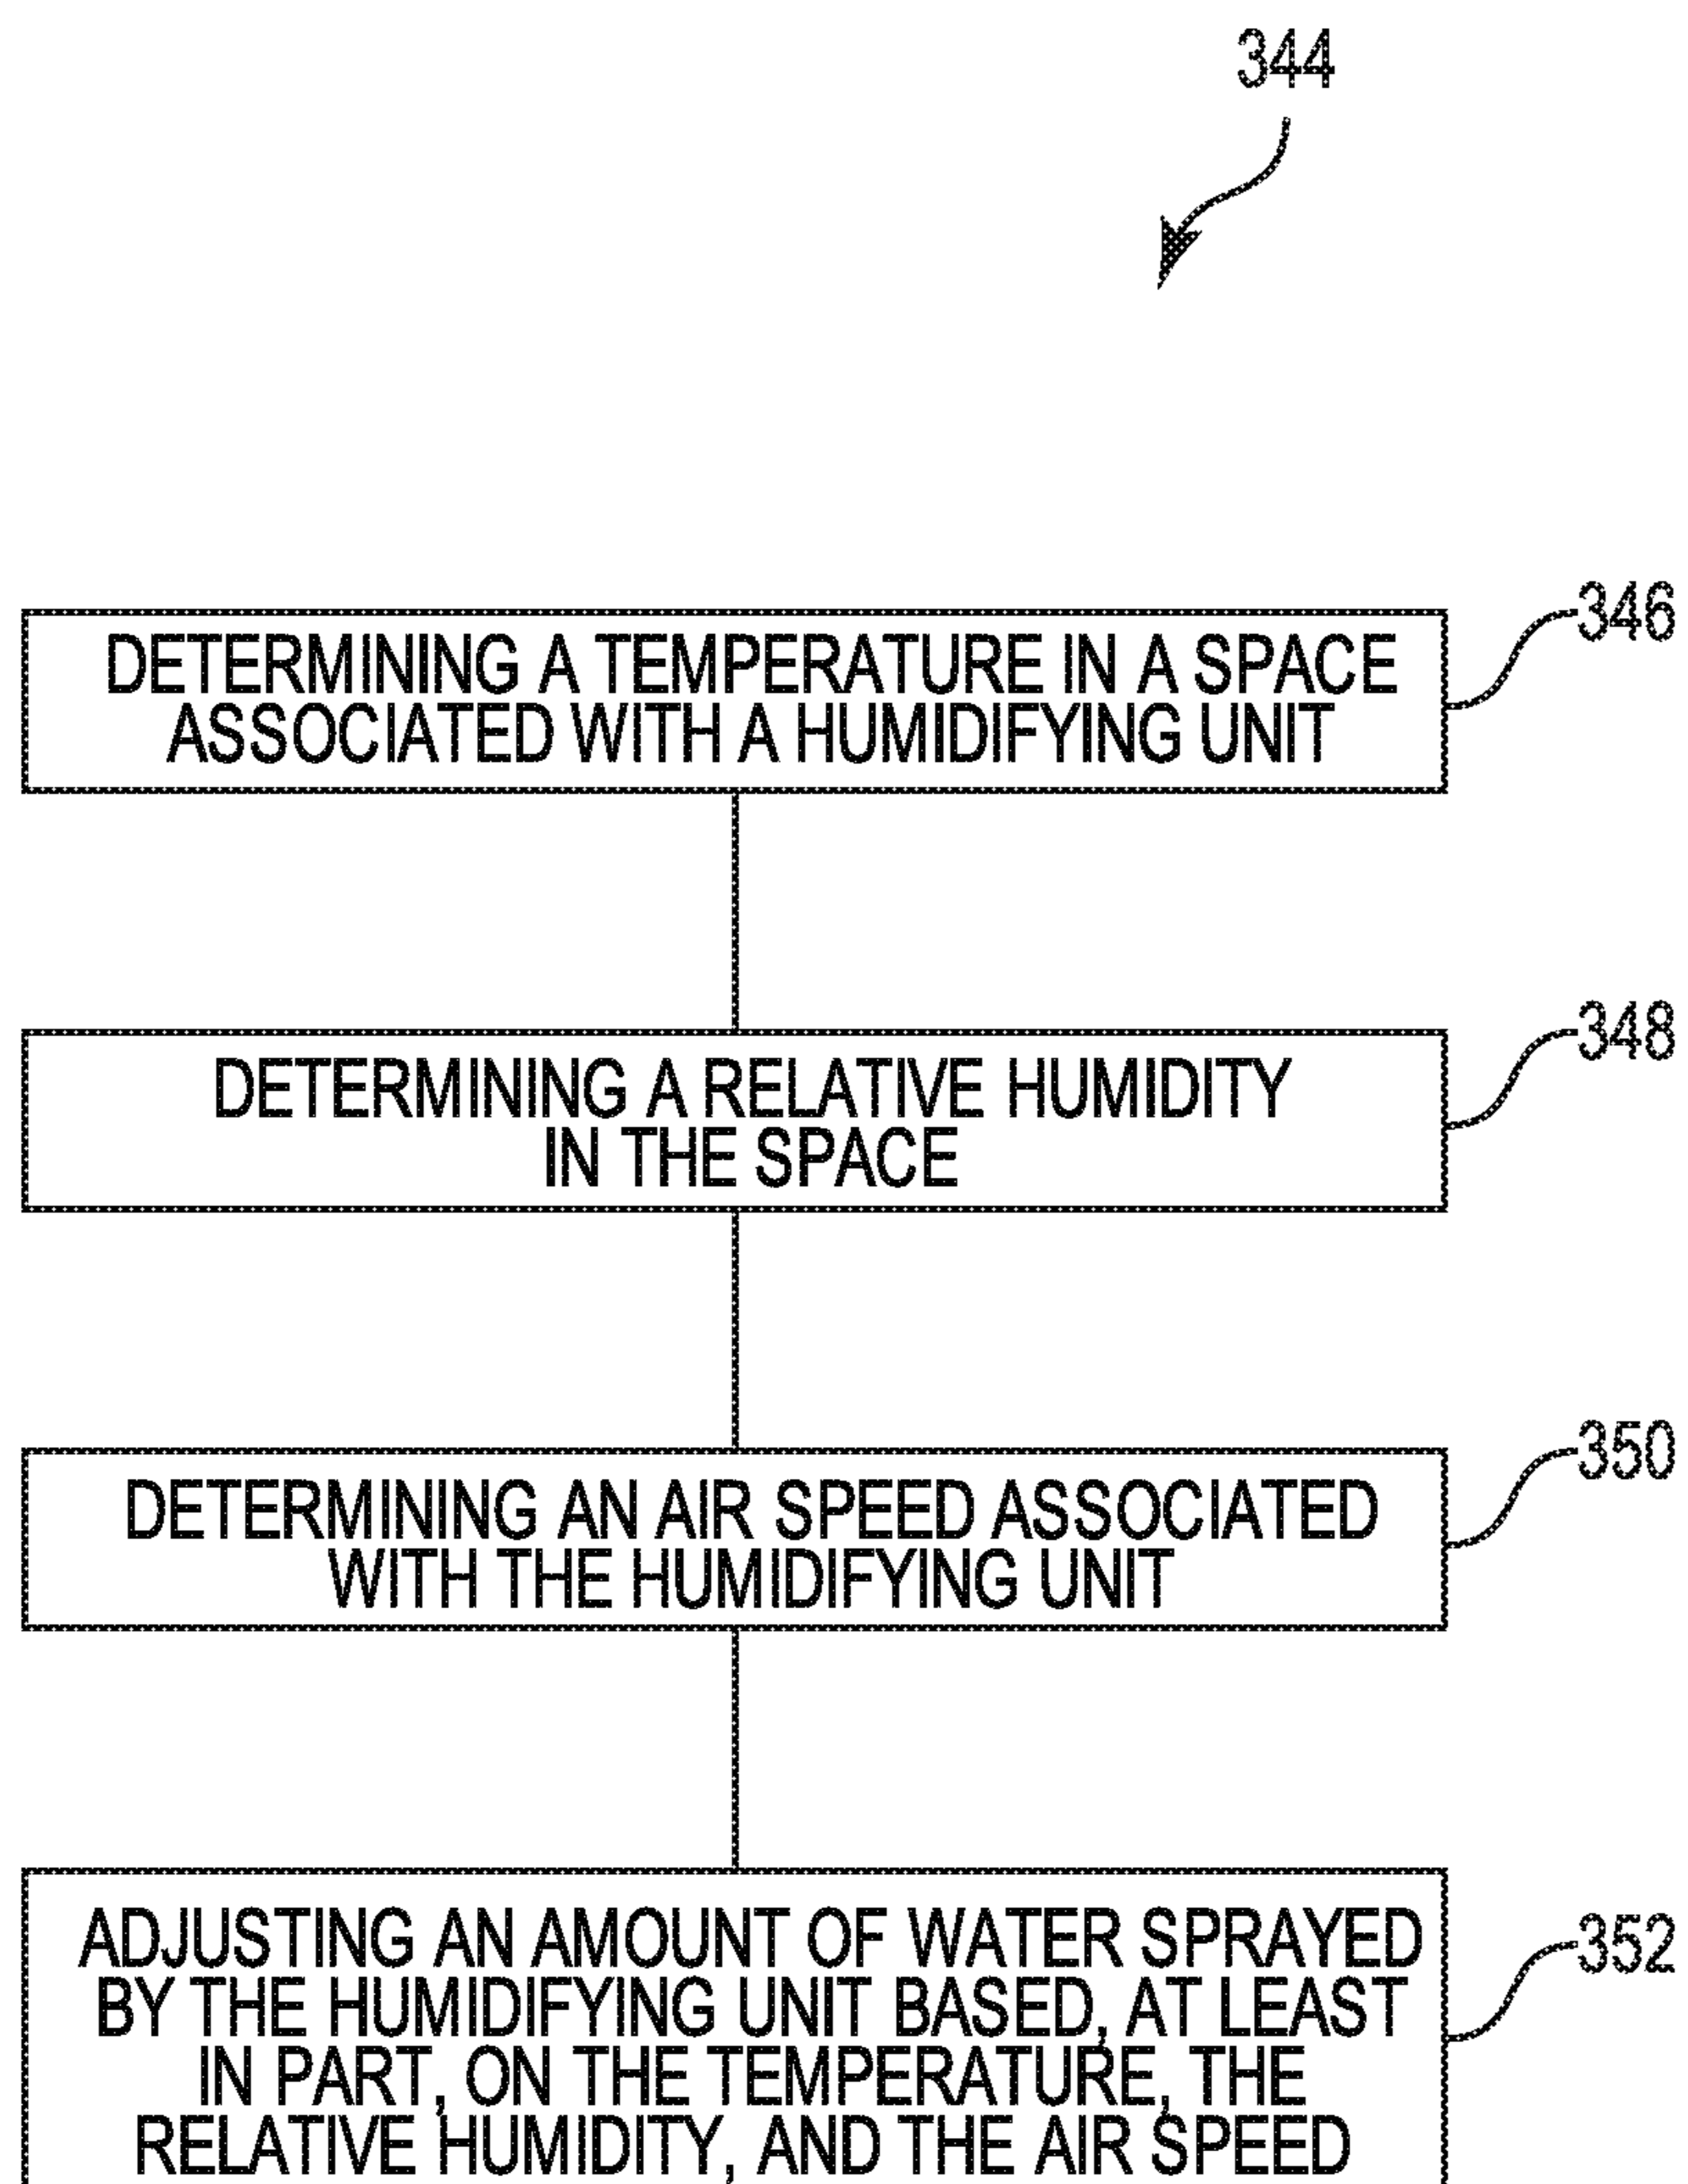 344
DETERMINING A TEMPERATURE IN A SPACE
ASSOCIATED WITH A HUMIDIFYING UNIT
346
DETERMINING A RELATIVE HUMIDITY
IN THE SPACE
348
DETERMINING AN AIR SPEED ASSOCIATED
WITH THE HUMIDIFYING UNIT
350
ADJUSTING AN AMOUNT OF WATER SPRAYED
BY THE HUMIDIFYING UNIT BASED, AT LEAST
IN PART, ON THE TEMPERATURE, THE
RELATIVE HUMIDITY, AND THE AIR SPEED
352